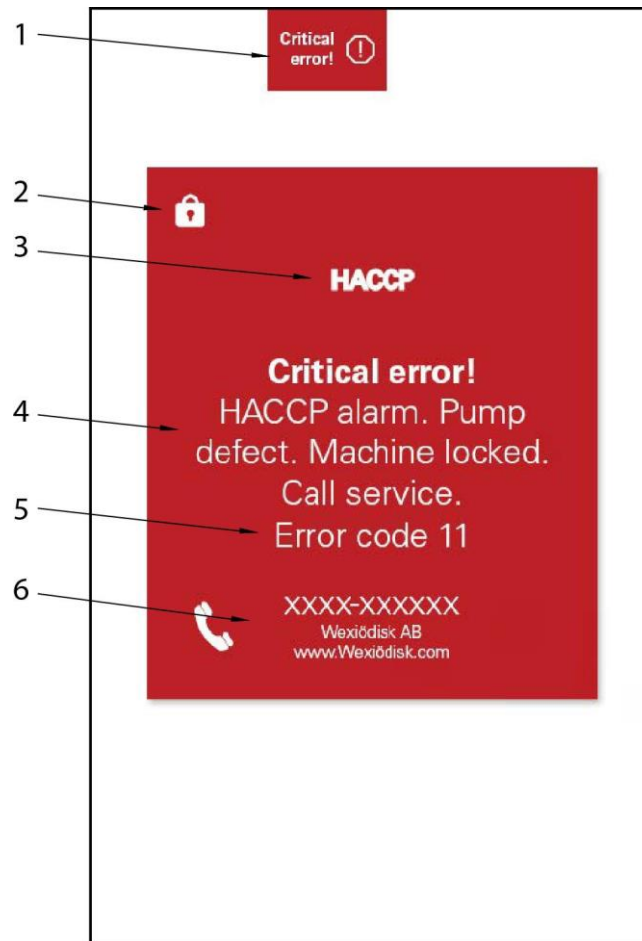 1
Critical
error!
2
3
HACCP
Critical error!
4
HACCP alarm. Pump
defect. Machine locked.
Call service.
5
Error code 11
6
XXXX-XXXXXX
Wexiödisk AB
www.Wexiödisk.com